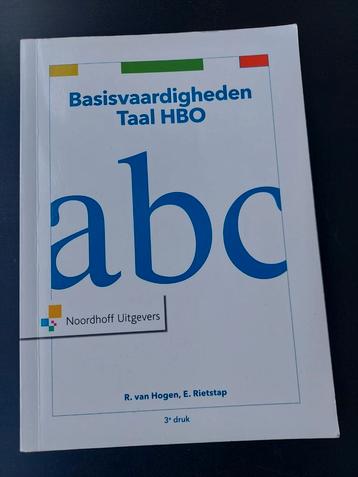 Basisvaardigheden
Taal HBO
abc
Noordhoff Uitgevers
R. van Hogen, E. Rietstap
3e druk